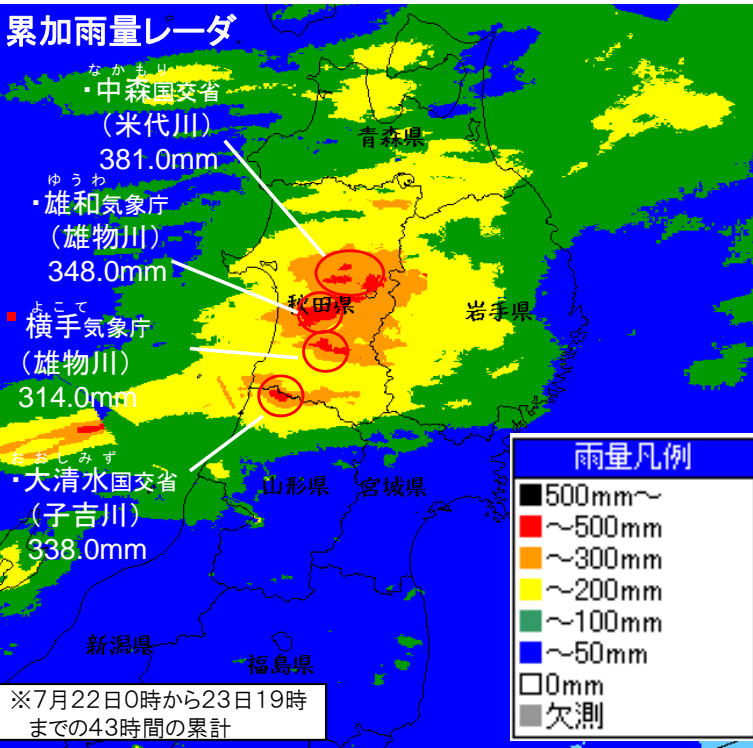 累加雨量レーダ
なかもり
・中森国交省
（米代川）
381.0mm
青森県
ゆうわ
・雄和気象庁
（雄物川）
348.0mm
秋田県
岩手県
よこて
横手気象庁
（雄物川）
314.0mm
おおしみず
・大清水国交省
（子吉川）
338.0mm
山形県
宮城県
新潟県
福島県
雨量凡例
500mm～
～500mm
～300mm
～200mm
～100mm
～50mm
0mm
欠測
※7月22日0時から23日19時
までの43時間の累計